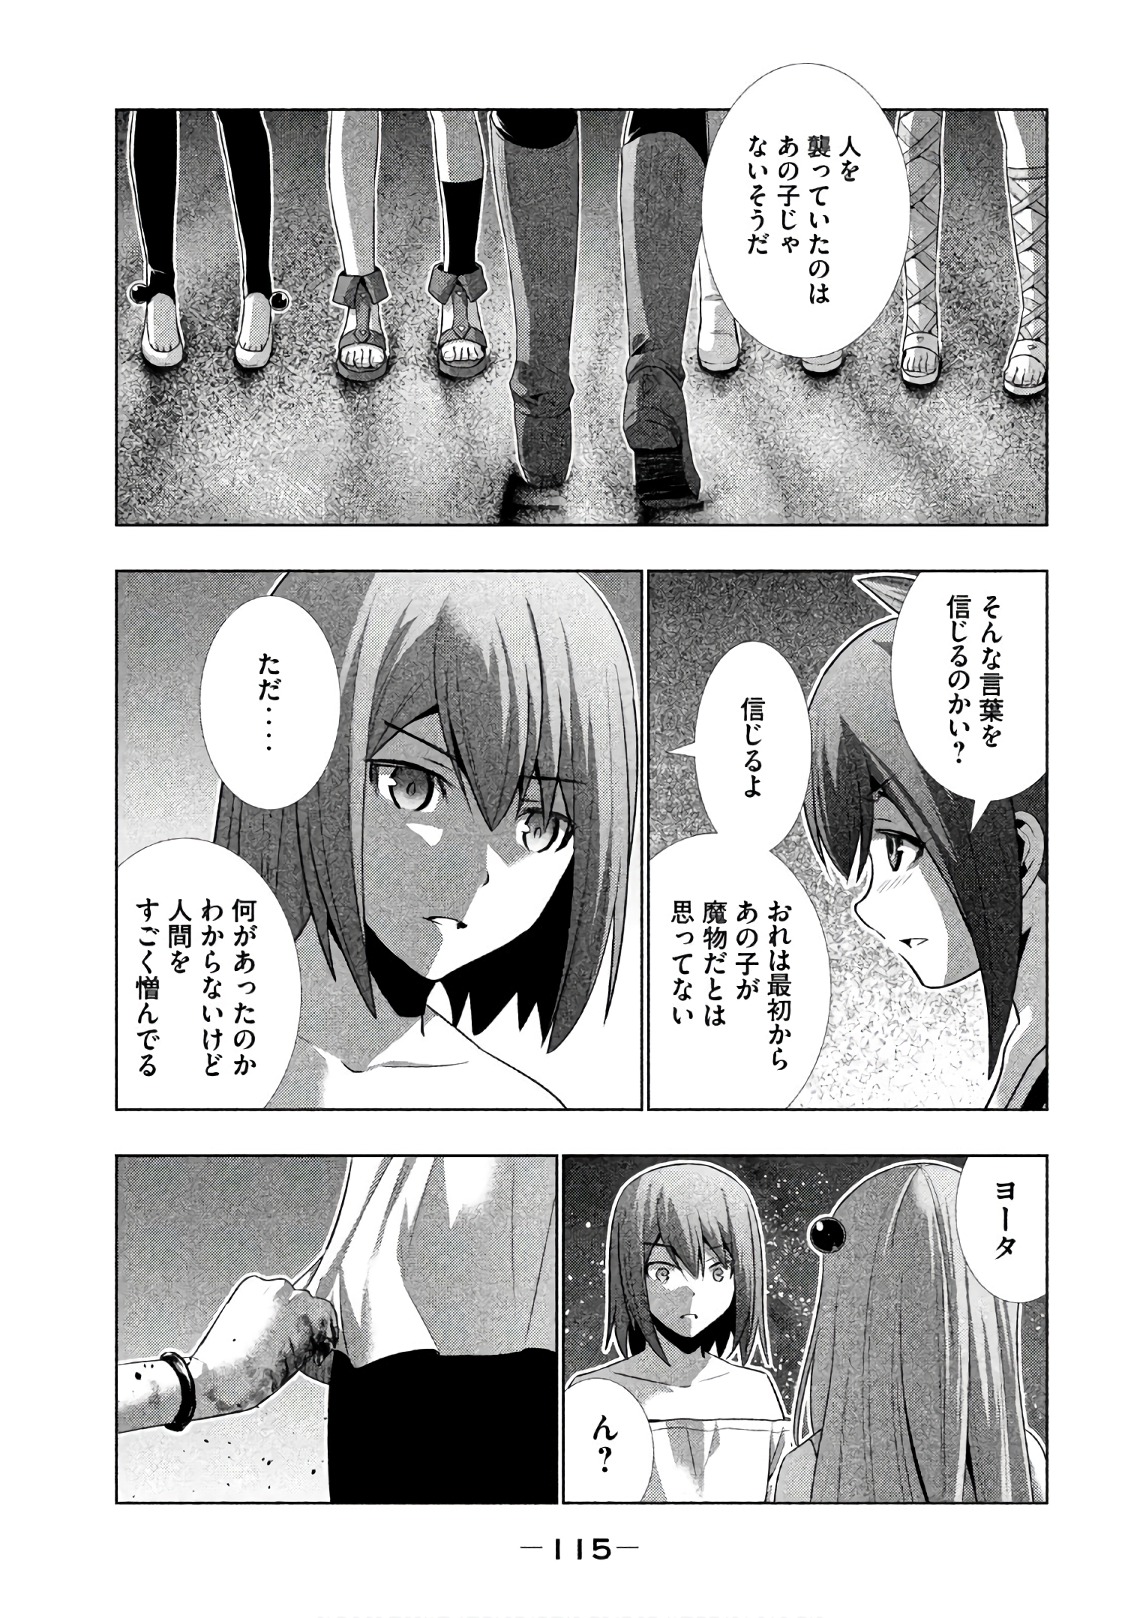 人を
襲っていたのは
あの子じゃ
ないそうだ
そんな言葉を
信じるのかい？
信じるよ
おれは最初から
あの子が
魔物だとは
思ってない
ただ‥‥
何があったのか
わからないけど
人間を
すごく憎んでる
ヨータ
ん？
―115―